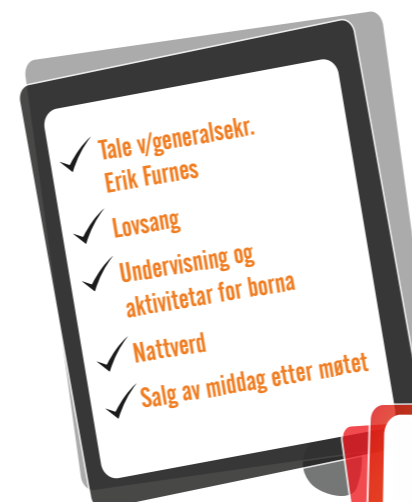 Tale v/generalsekr.
Erik Furnes
Lovsang
Undervisning og
aktivitetar for borna
Nattverd
Salg av middag etter møtet